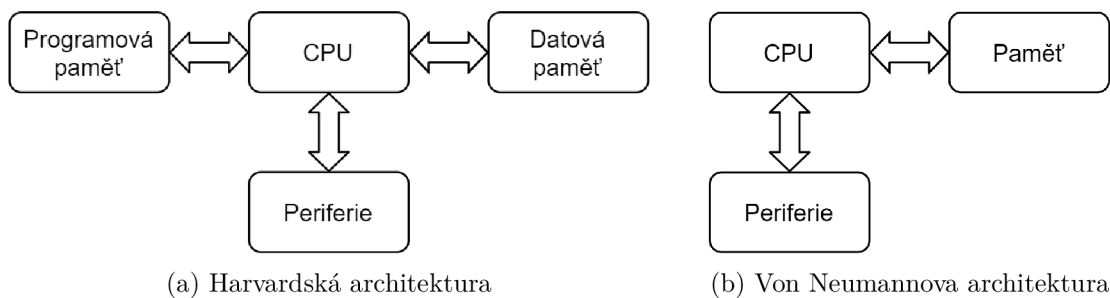 Programová
paměť
CPU
Datová
paměť
Periferie
(a) Harvardská architektura
CPU
Paměť
Periferie
(b) Von Neumannova architektura